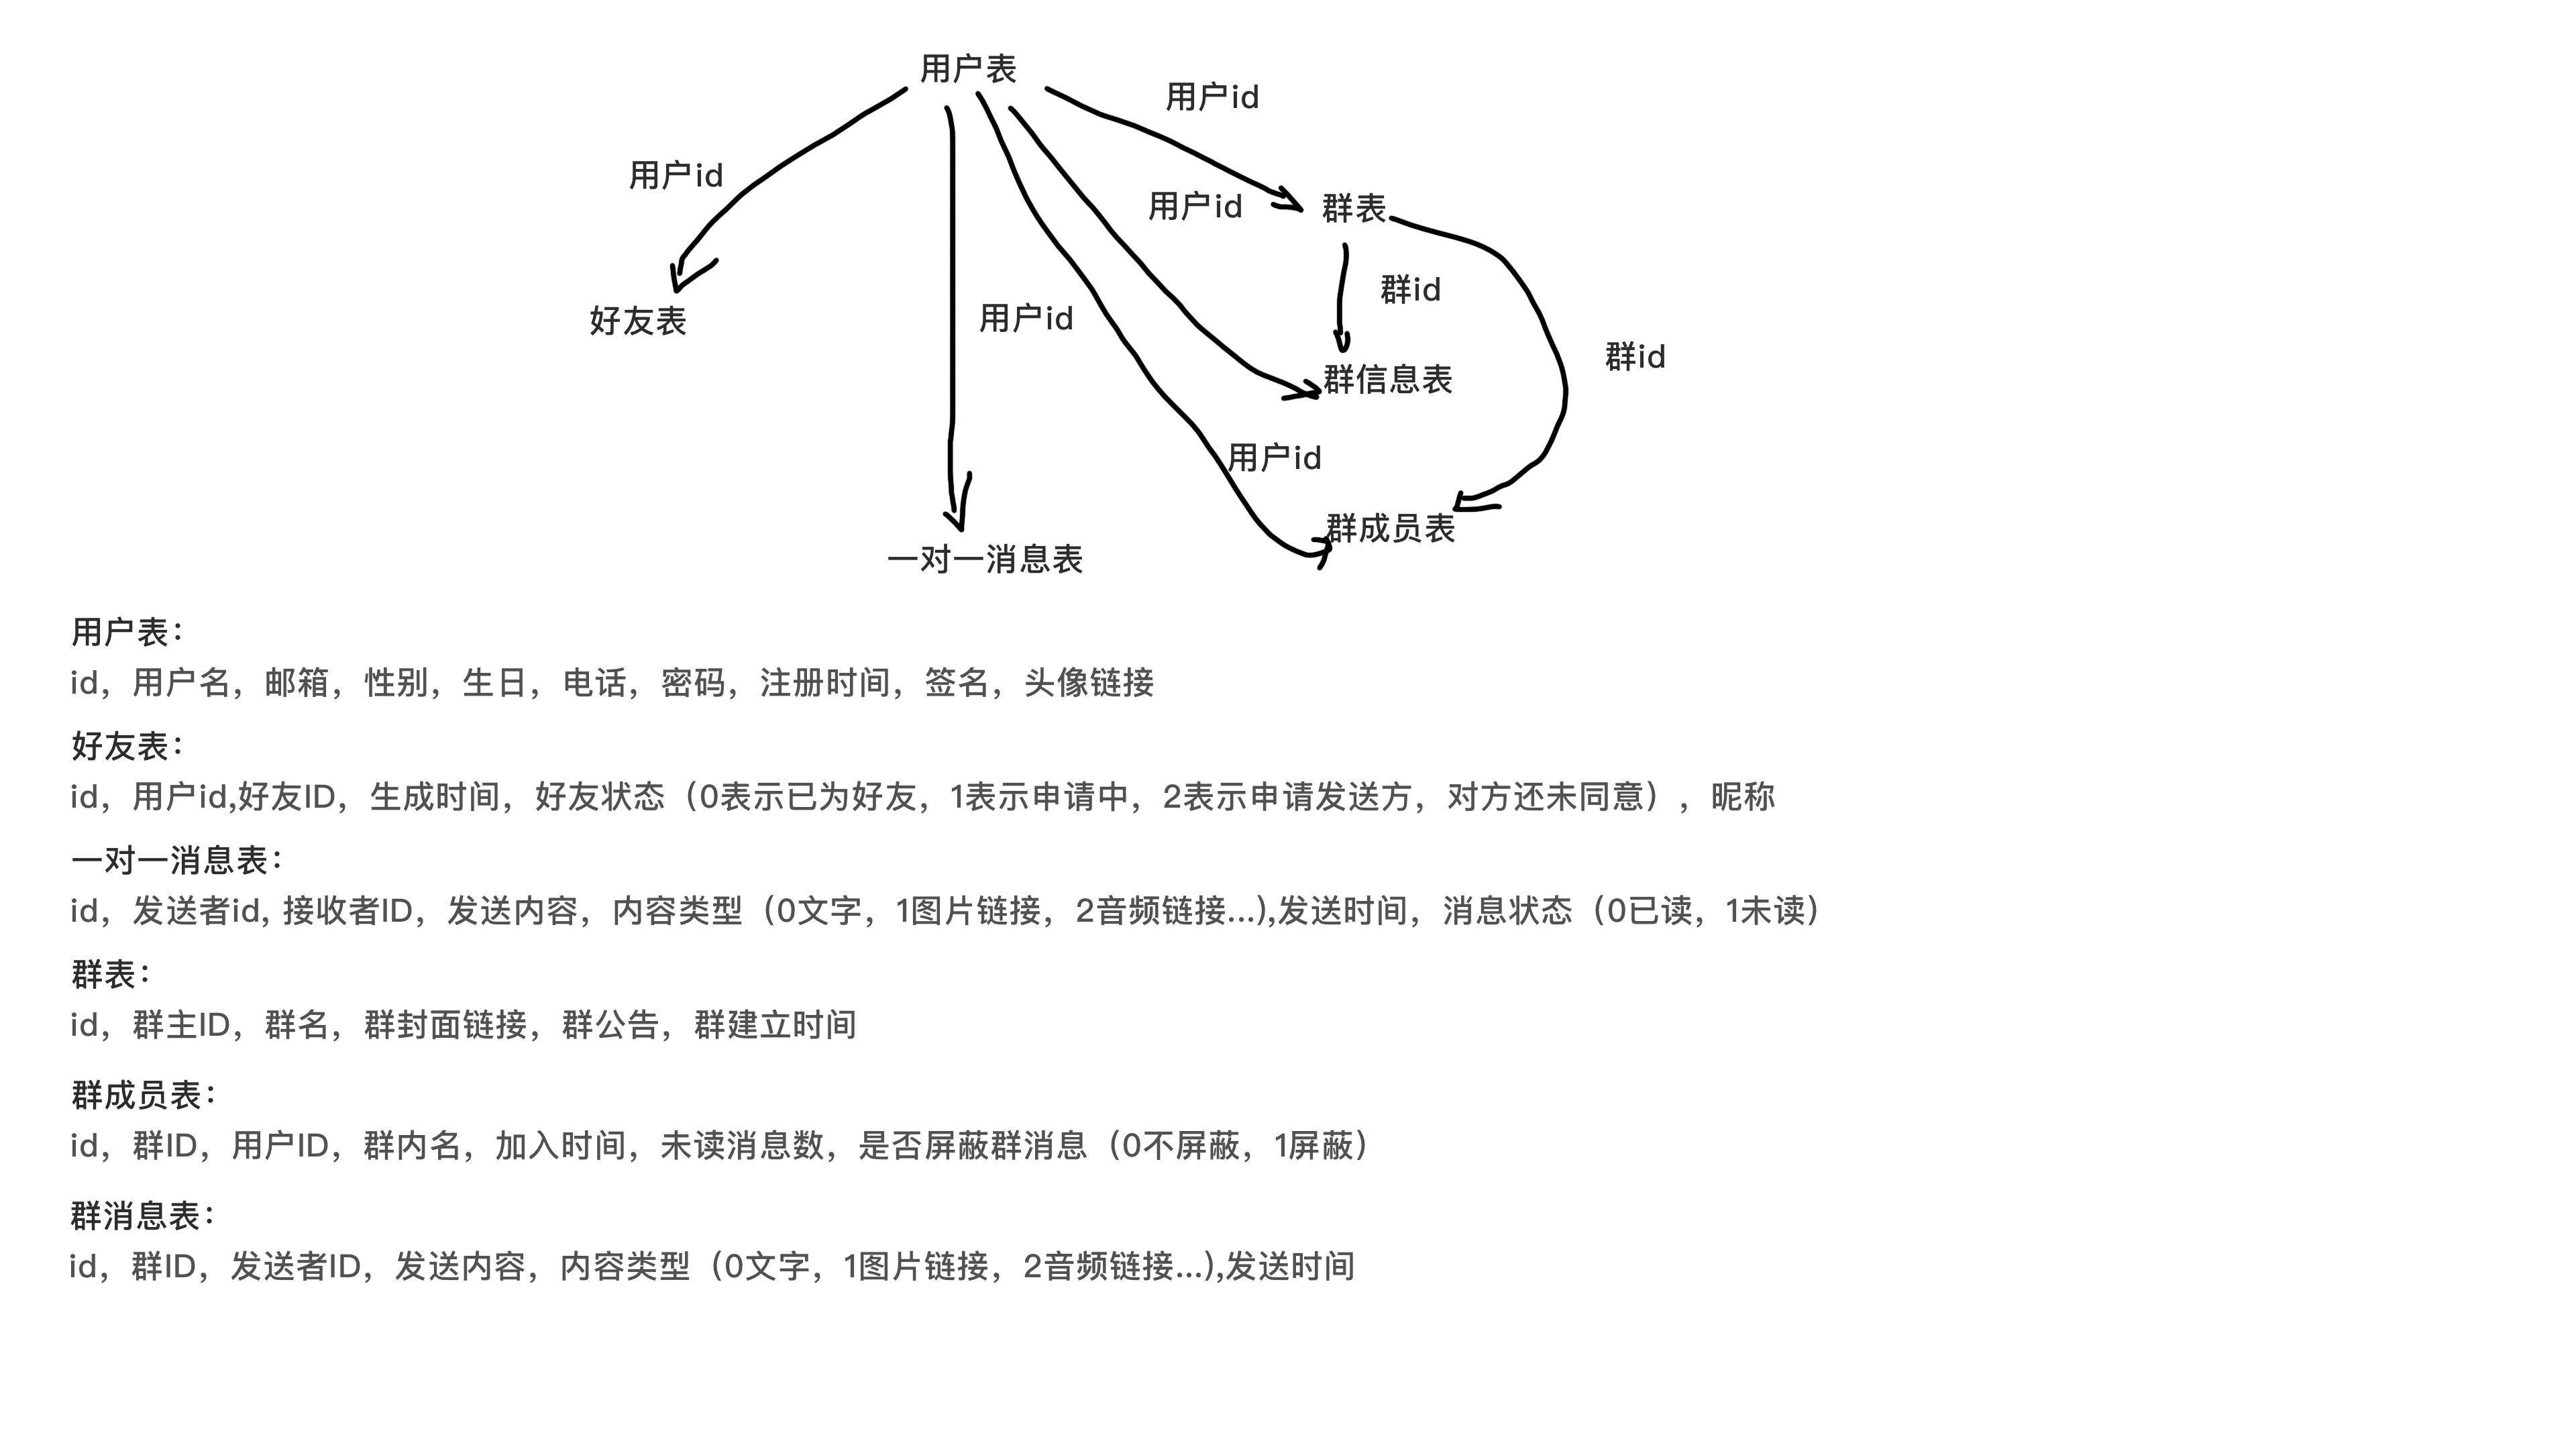 用户表
用户id
用户id
用户id
群表
群id
用户id
好友表
群id
群信息表
用户id
群成员表
一对一消息表
用户表：
id，用户名，邮箱，性别，生日，电话，密码，注册时间，签名，头像链接
好友表：
id，用户id,好友ID，生成时间，好友状态（0表示已为好友，1表示申请中，2表示申请发送方，对方还未同意），昵称
一对一消息表：
id，发送者id, 接收者ID，发送内容，内容类型（0文字，1图片链接，2音频链接...),发送时间，消息状态（0已读，1未读）
群表：
id，群主ID，群名，群封面链接，群公告，群建立时间
群成员表：
id，群ID，用户ID，群内名，加入时间，未读消息数，是否屏蔽群消息（0不屏蔽，1屏蔽）
群消息表：
id，群ID，发送者ID，发送内容，内容类型（0文字，1图片链接，2音频链接...),发送时间